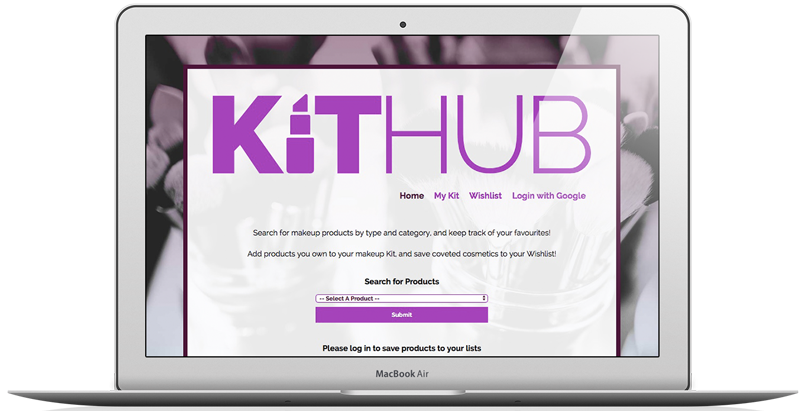 KiTHUB
Home My Kit Wishlist Login with Google
Search for makeup products by type and category, and keep track of your favourites!
Add products you own to your makeup Kit, and save coveted cosmetics to your Wishlist!
Search for Products
-- Select A Product --
Submit
Please log in to save products to your lists
MacBook Air